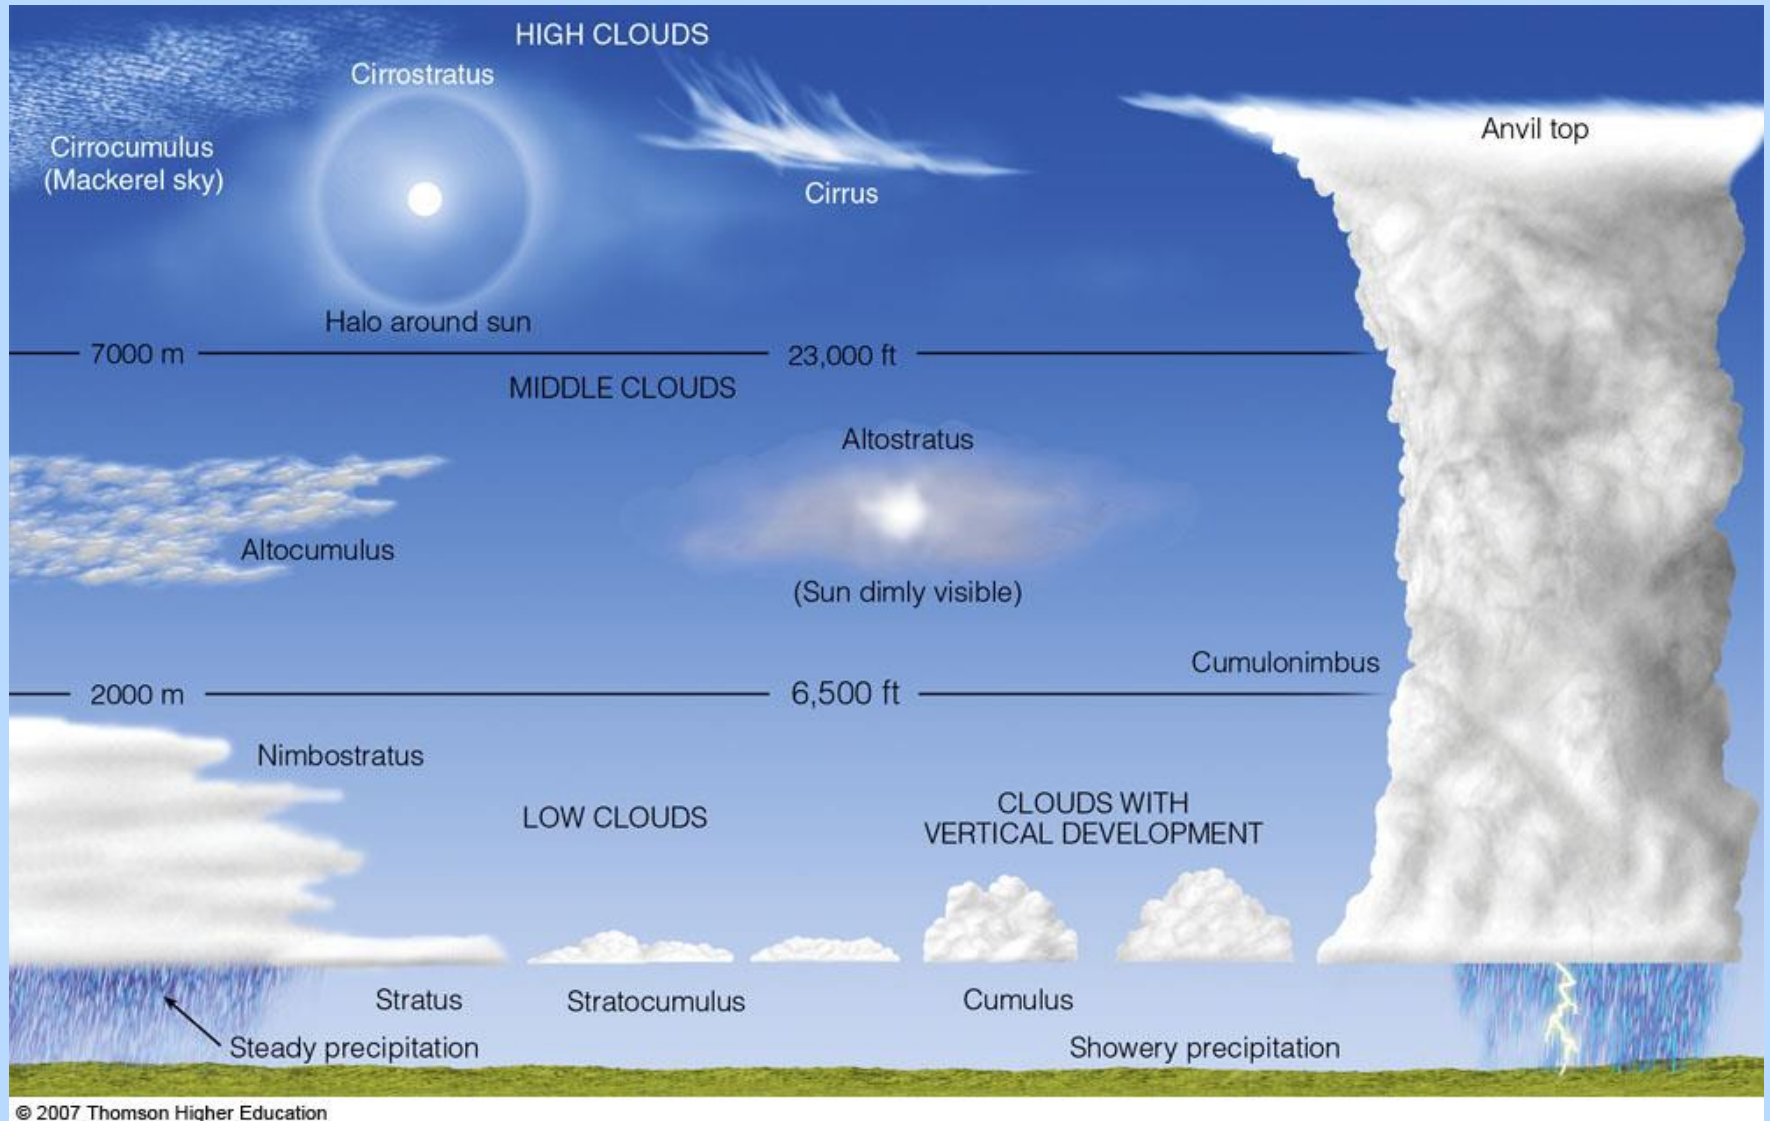 HIGH CLOUDS
Cirrostratus
Cirrocumulus
(Mackerel sky)
Cirrus
Anvil top
Halo around sun
7000 m
23,000 ft
MIDDLE CLOUDS
Altostratus
Altocumulus
(Sun dimly visible)
Cumulonimbus
2000 m
6,500 ft
Nimbostratus
LOW CLOUDS
CLOUDS WITH
VERTICAL DEVELOPMENT
Stratus
Stratocumulus
Cumulus
Steady precipitation
Showery precipitation
© 2007 Thomson Higher Education